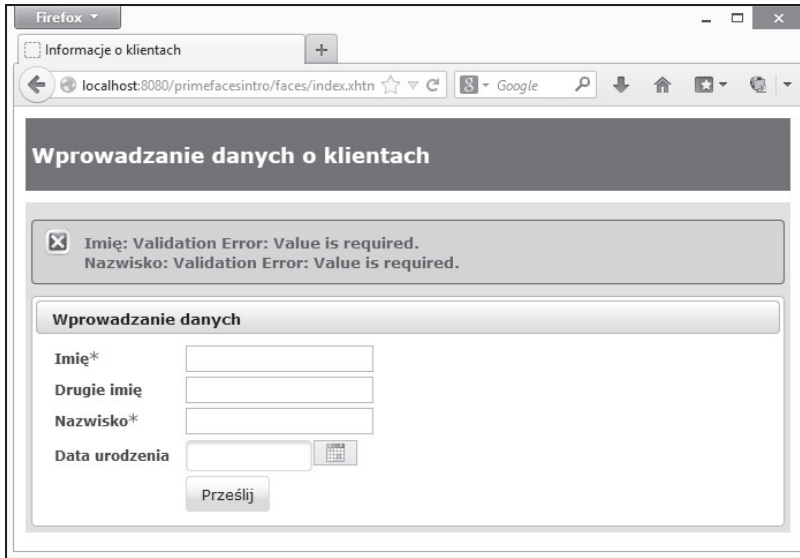 Firefox
Informacje o klientach
localhost:8080/primefacesintro/faces/index.xhtn
Google
Wprowadzanie danych o klientach
Imię: Validation Error: Value is required.
Nazwisko: Validation Error: Value is required.
Wprowadzanie danych
Imię*
Drugie imię
Nazwisko*
Data urodzenia
Prześlij